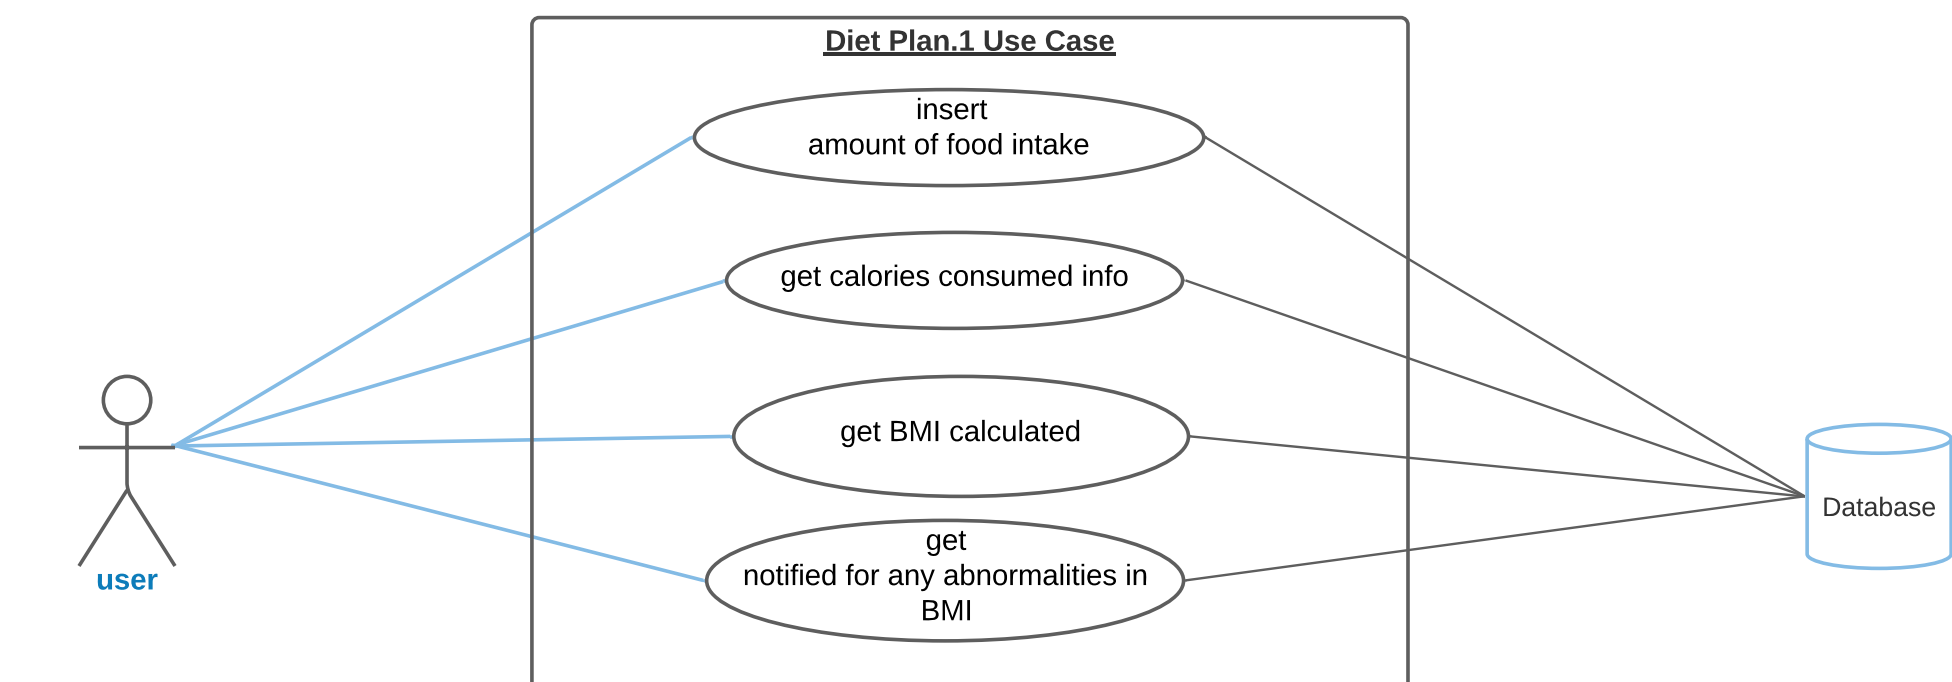 Diet Plan.1 Use Case
insert
amount of food intake
get calories consumed info
get BMI calculated
get
notified for any abnormalities in
BMI
user
Database